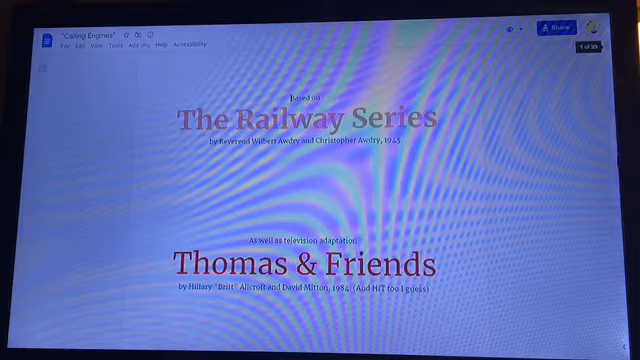 "Calling Engines"
File Edit View Tools Add-ons Help Accessibility
Share
1 of 35
Based on
The Railway Series
by Reverend Wilbert Awdry and Christopher Awdry, 1945
As well as television adaptation
Thomas & Friends
by Hillary "Britt" Allcroft and David Mitton, 1984 (And HiT too I guess)